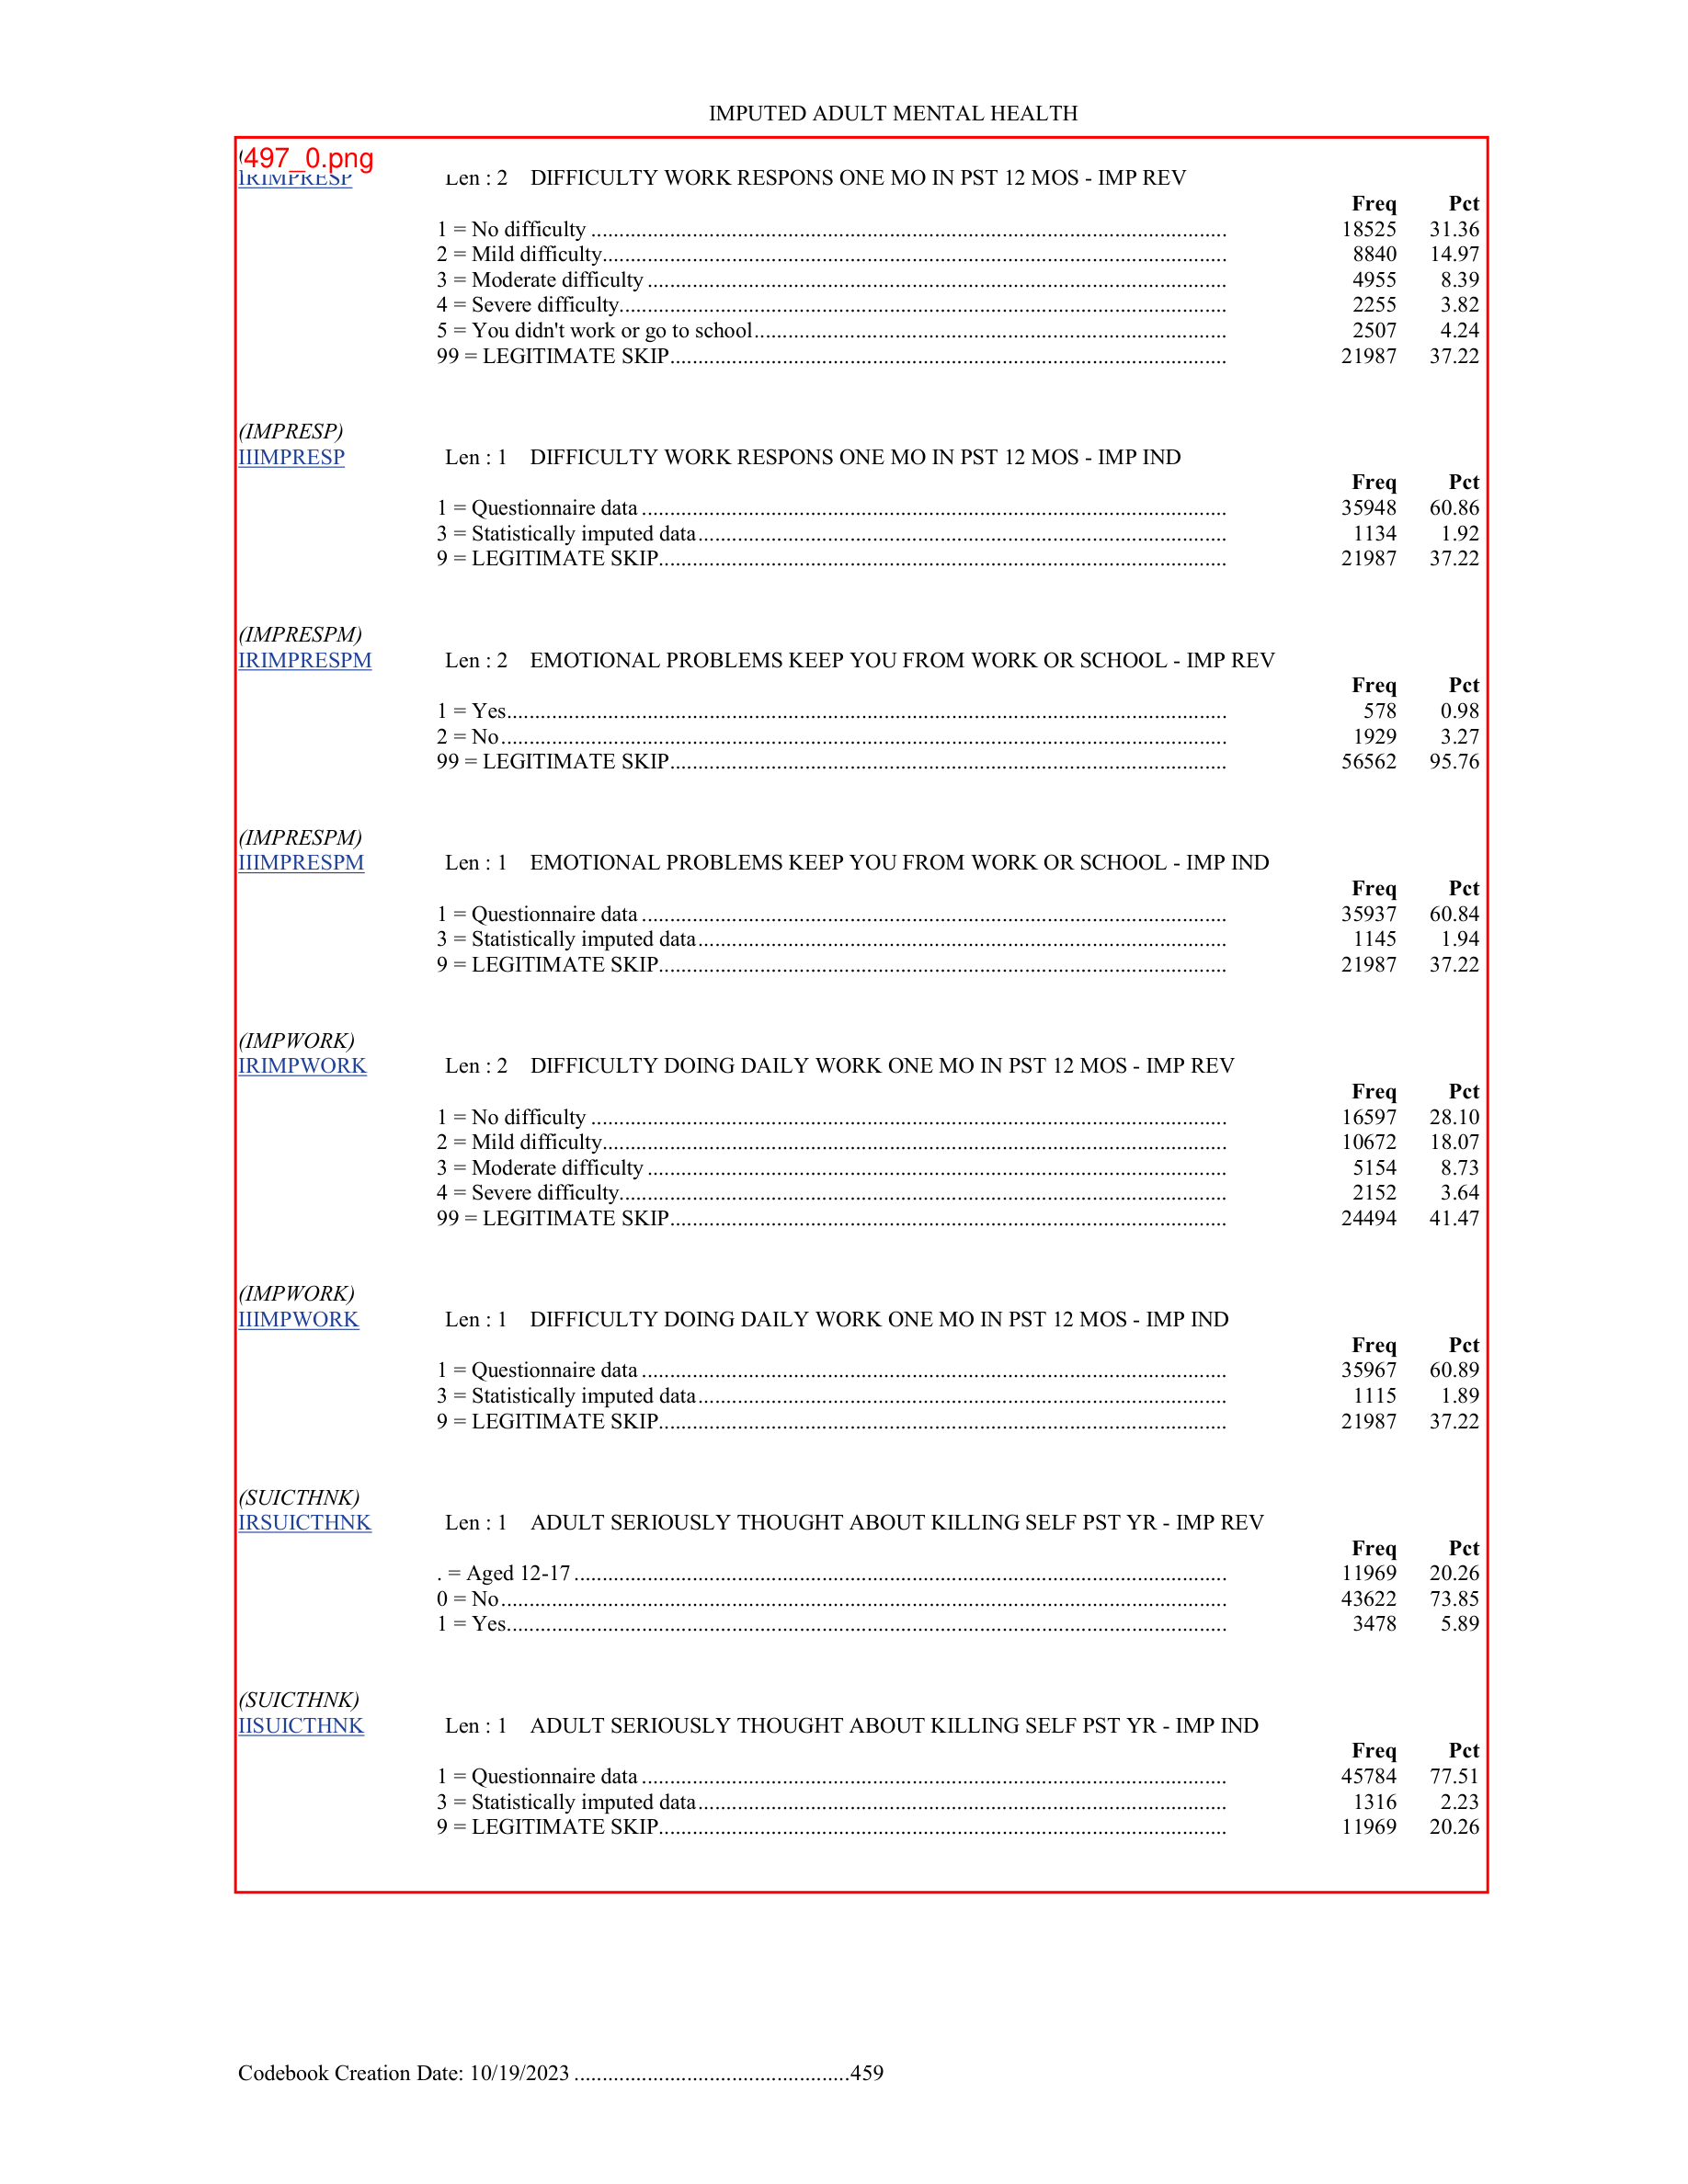 IMPUTED ADULT MENTAL HEALTH
497_0.png
IRIMPRESP Len : 2 DIFFICULTY WORK RESPONS ONE MO IN PST 12 MOS - IMP REV
Freq Pct
1 = No difficulty 18525 31.36
2 = Mild difficulty 8840 14.97
3 = Moderate difficulty 4955 8.39
4 = Severe difficulty 2255 3.82
5 = You didn't work or go to school 2507 4.24
99 = LEGITIMATE SKIP 21987 37.22
(IMPRESP)
IIIMPRESP Len : 1 DIFFICULTY WORK RESPONS ONE MO IN PST 12 MOS - IMP IND
Freq Pct
1 = Questionnaire data 35948 60.86
3 = Statistically imputed data 1134 1.92
9 = LEGITIMATE SKIP 21987 37.22
(IMPRESPM)
IRIMPRESPM Len : 2 EMOTIONAL PROBLEMS KEEP YOU FROM WORK OR SCHOOL - IMP REV
Freq Pct
1 = Yes 578 0.98
2 = No 1929 3.27
99 = LEGITIMATE SKIP 56562 95.76
(IMPRESPM)
IIIMPRESPM Len : 1 EMOTIONAL PROBLEMS KEEP YOU FROM WORK OR SCHOOL - IMP IND
Freq Pct
1 = Questionnaire data 35937 60.84
3 = Statistically imputed data 1145 1.94
9 = LEGITIMATE SKIP 21987 37.22
(IMPWORK)
IRIMPWORK Len : 2 DIFFICULTY DOING DAILY WORK ONE MO IN PST 12 MOS - IMP REV
Freq Pct
1 = No difficulty 16597 28.10
2 = Mild difficulty 10672 18.07
3 = Moderate difficulty 5154 8.73
4 = Severe difficulty 2152 3.64
99 = LEGITIMATE SKIP 24494 41.47
(IMPWORK)
IIIMPWORK Len : 1 DIFFICULTY DOING DAILY WORK ONE MO IN PST 12 MOS - IMP IND
Freq Pct
1 = Questionnaire data 35967 60.89
3 = Statistically imputed data 1115 1.89
9 = LEGITIMATE SKIP 21987 37.22
(SUICTHNK)
IRSUICTHNK Len : 1 ADULT SERIOUSLY THOUGHT ABOUT KILLING SELF PST YR - IMP REV
Freq Pct
. = Aged 12-17 11969 20.26
0 = No 43622 73.85
1 = Yes 3478 5.89
(SUICTHNK)
IISUICTHNK Len : 1 ADULT SERIOUSLY THOUGHT ABOUT KILLING SELF PST YR - IMP IND
Freq Pct
1 = Questionnaire data 45784 77.51
3 = Statistically imputed data 1316 2.23
9 = LEGITIMATE SKIP 11969 20.26
Codebook Creation Date: 10/19/2023 459